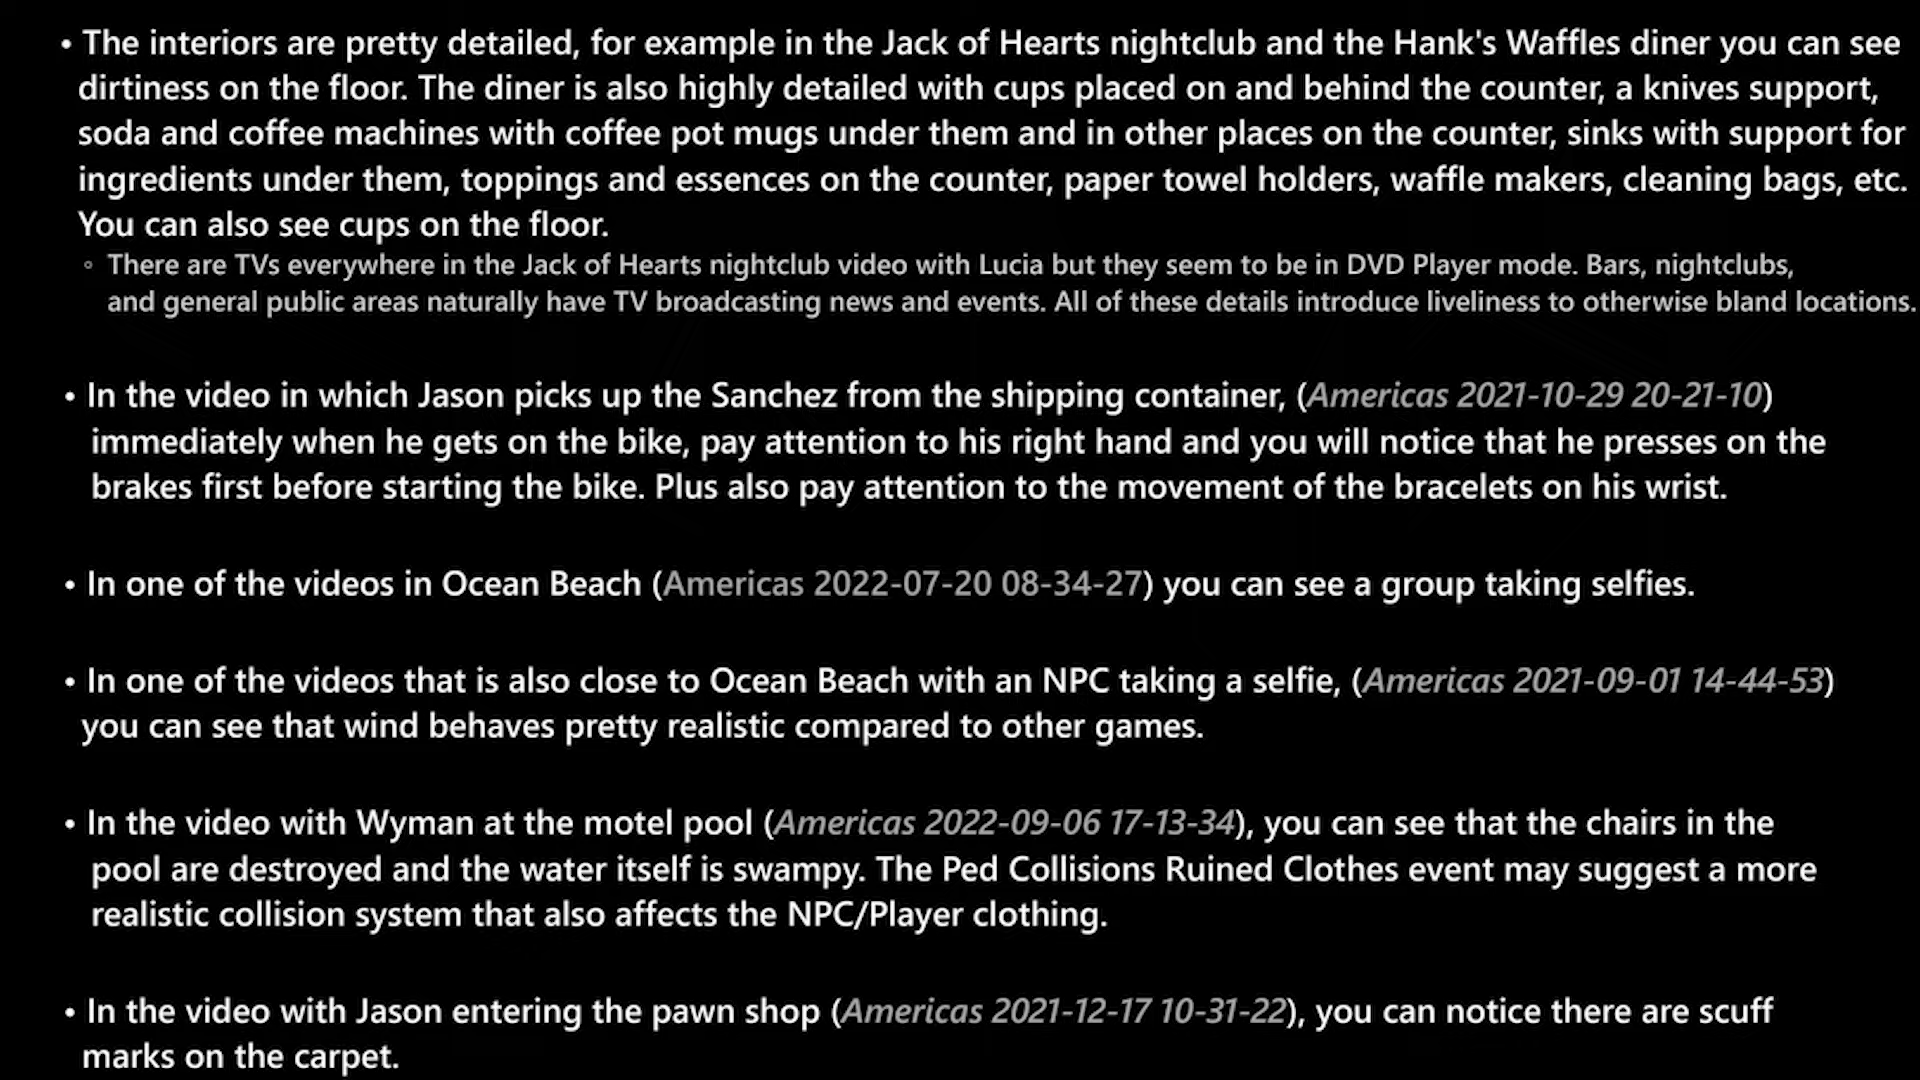 • The interiors are pretty detailed, for example in the Jack of Hearts nightclub and the Hank's Waffles diner you can see
dirtiness on the floor. The diner is also highly detailed with cups placed on and behind the counter, a knives support,
soda and coffee machines with coffee pot mugs under them and in other places on the counter, sinks with support for
ingredients under them, toppings and essences on the counter, paper towel holders, waffle makers, cleaning bags, etc.
You can also see cups on the floor.
◦ There are TVs everywhere in the Jack of Hearts nightclub video with Lucia but they seem to be in DVD Player mode. Bars, nightclubs,
and general public areas naturally have TV broadcasting news and events. All of these details introduce liveliness to otherwise bland locations.
• In the video in which Jason picks up the Sanchez from the shipping container, (Americas 2021-10-29 20-21-10)
immediately when he gets on the bike, pay attention to his right hand and you will notice that he presses on the
brakes first before starting the bike. Plus also pay attention to the movement of the bracelets on his wrist.
• In one of the videos in Ocean Beach (Americas 2022-07-20 08-34-27) you can see a group taking selfies.
• In one of the videos that is also close to Ocean Beach with an NPC taking a selfie, (Americas 2021-09-01 14-44-53)
you can see that wind behaves pretty realistic compared to other games.
• In the video with Wyman at the motel pool (Americas 2022-09-06 17-13-34), you can see that the chairs in the
pool are destroyed and the water itself is swampy. The Ped Collisions Ruined Clothes event may suggest a more
realistic collision system that also affects the NPC/Player clothing.
• In the video with Jason entering the pawn shop (Americas 2021-12-17 10-31-22), you can notice there are scuff
marks on the carpet.